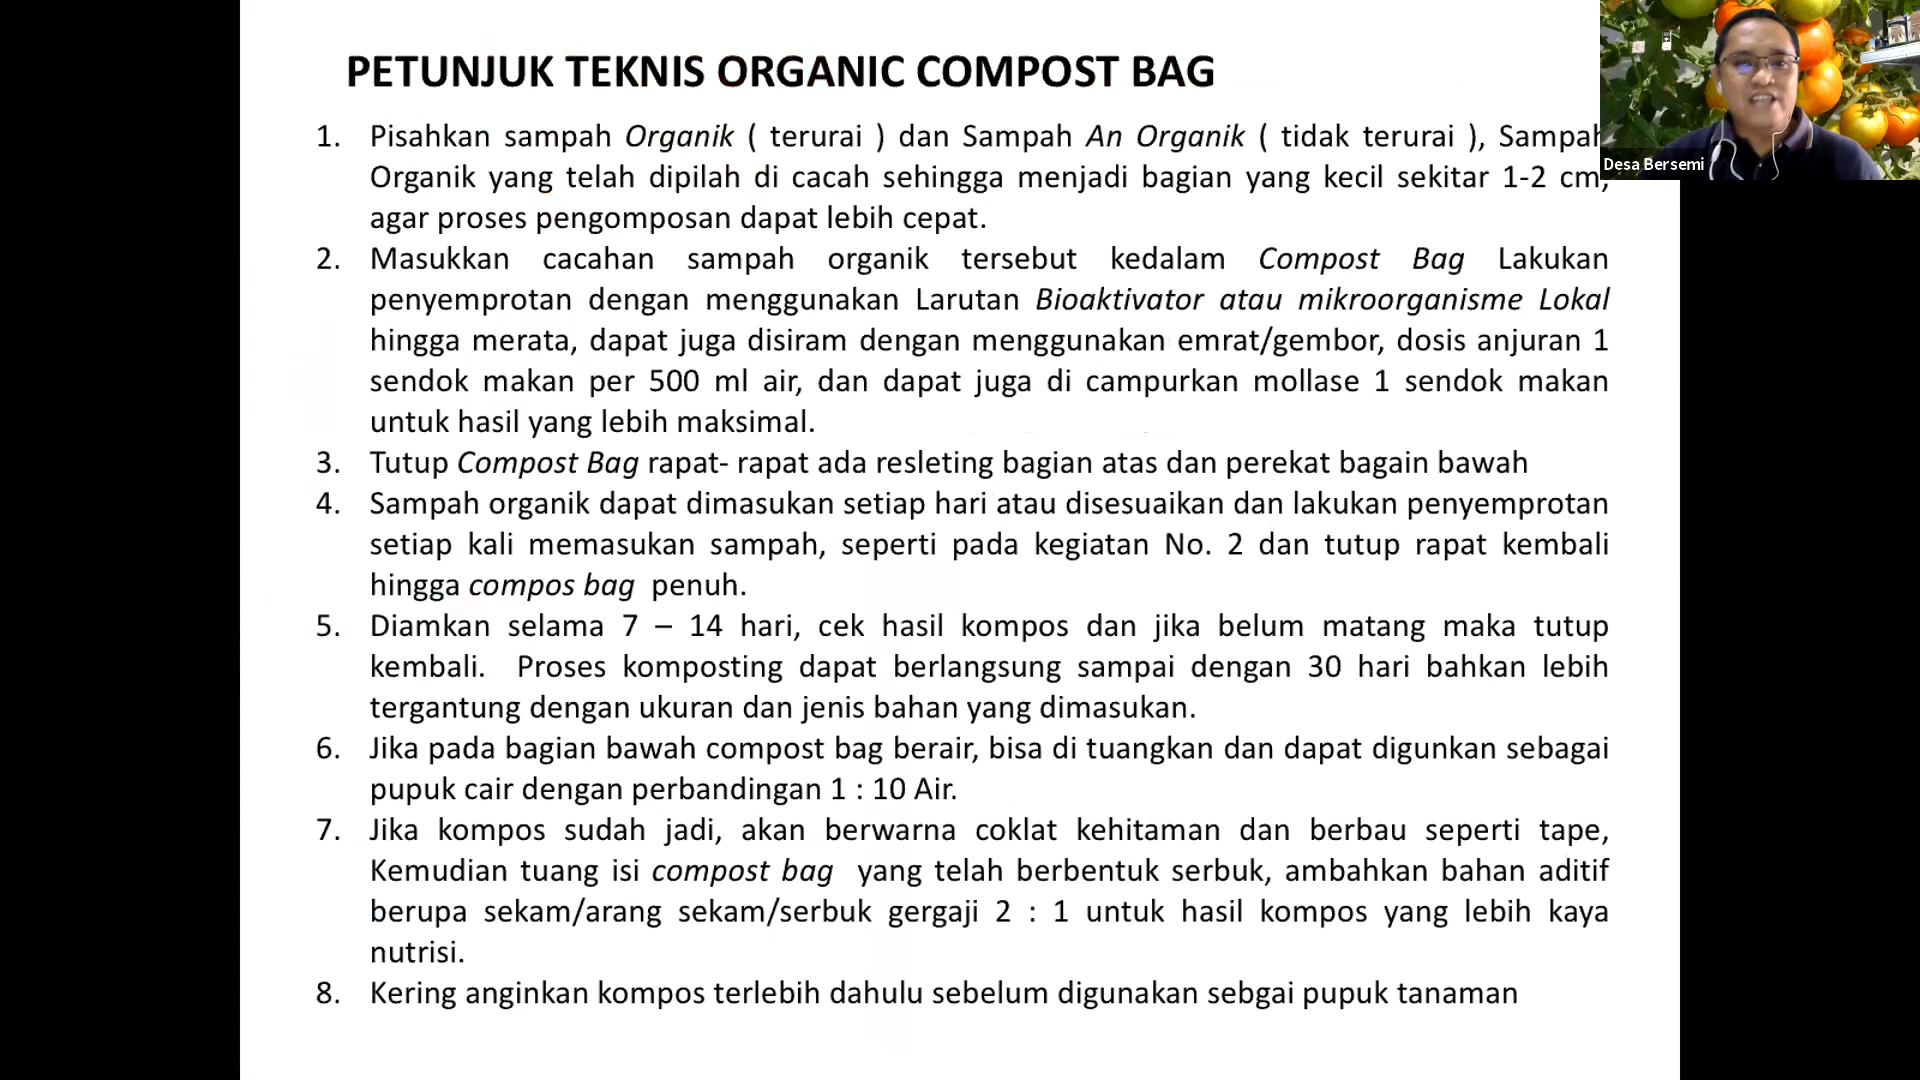 PETUNJUK TEKNIS ORGANIC COMPOST BAG
1. Pisahkan sampah Organik ( terurai ) dan Sampah An Organik ( tidak terurai ), Sampah
Organik yang telah dipilah di cacah sehingga menjadi bagian yang kecil sekitar 1-2 cm,
agar proses pengomposan dapat lebih cepat.
2. Masukkan cacahan sampah organik tersebut kedalam Compost Bag Lakukan
penyemprotan dengan menggunakan Larutan Bioaktivator atau mikroorganisme Lokal
hingga merata, dapat juga disiram dengan menggunakan emrat/gembor, dosis anjuran 1
sendok makan per 500 ml air, dan dapat juga di campurkan mollase 1 sendok makan
untuk hasil yang lebih maksimal.
3. Tutup Compost Bag rapat- rapat ada resleting bagian atas dan perekat bagain bawah
4. Sampah organik dapat dimasukan setiap hari atau disesuaikan dan lakukan penyemprotan
setiap kali memasukan sampah, seperti pada kegiatan No. 2 dan tutup rapat kembali
hingga compos bag penuh.
5. Diamkan selama 7 – 14 hari, cek hasil kompos dan jika belum matang maka tutup
kembali. Proses komposting dapat berlangsung sampai dengan 30 hari bahkan lebih
tergantung dengan ukuran dan jenis bahan yang dimasukan.
6. Jika pada bagian bawah compost bag berair, bisa di tuangkan dan dapat digunkan sebagai
pupuk cair dengan perbandingan 1 : 10 Air.
7. Jika kompos sudah jadi, akan berwarna coklat kehitaman dan berbau seperti tape,
Kemudian tuang isi compost bag yang telah berbentuk serbuk, ambahkan bahan aditif
berupa sekam/arang sekam/serbuk gergaji 2 : 1 untuk hasil kompos yang lebih kaya
nutrisi.
8. Kering anginkan kompos terlebih dahulu sebelum digunakan sebgai pupuk tanaman
Desa Bersemi